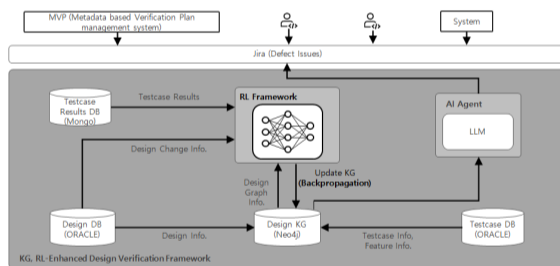 MVP (Metadata based Verification Plan
management system)
System
Jira (Defect Issues)
Testcase
Results DB
(Mongo)
Testcase Results
RL Framework
AI Agent
LLM
Design Change Info.
Design
Graph
Info.
Update KG
(Backpropagation)
Design DB
(ORACLE)
Design Info.
Design KG
(Neo4j)
Testcase Info,
Feature Info.
Testcase DB
(ORACLE)
KG, RL-Enhanced Design Verification Framework